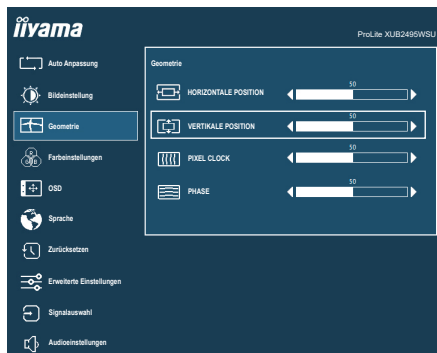 iiyama
ProLite XUB2495WSU
Auto Anpassung
Bildeinstellung
Geometrie
Farbeinstellungen
R
G B
OSD
Sprache
Zurücksetzen
Erweiterte Einstellungen
Signalauswahl
Audioeinstellungen
Geometrie
HORIZONTALE POSITION
50
VERTIKALE POSITION
50
PIXEL CLOCK
50
PHASE
50